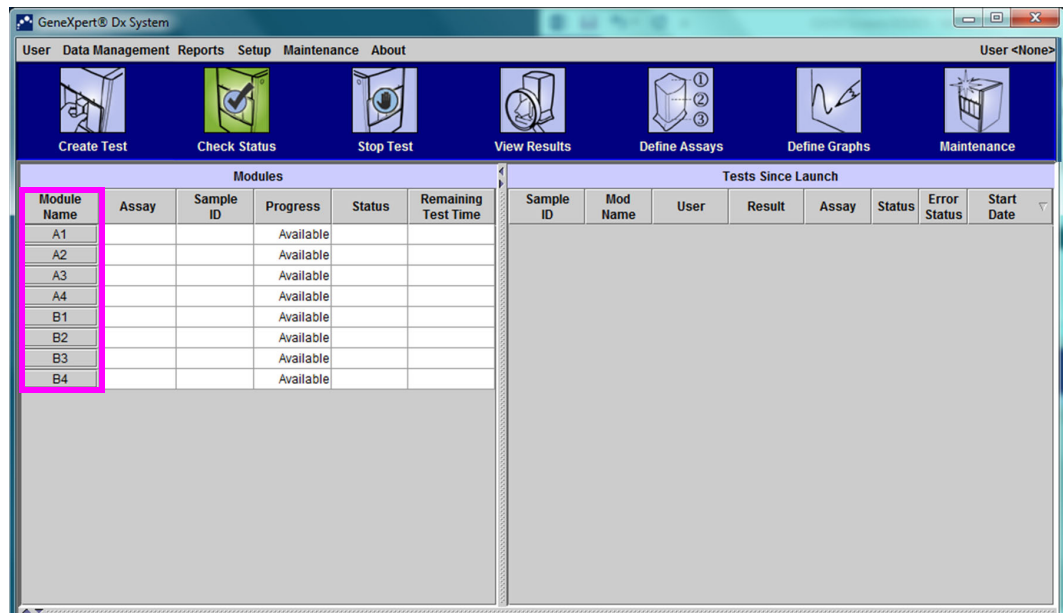 GeneXpert® Dx System
User Data Management Reports Setup Maintenance About User <None>
Create Test Check Status Stop Test View Results ① ② ③ Define Assays Define Graphs Maintenance
Modules Tests Since Launch
Module Name Assay Sample ID Progress Status Remaining Test Time Sample ID Mod Name User Result Assay Status Error Status Start Date
A1 Available
A2 Available
A3 Available
A4 Available
B1 Available
B2 Available
B3 Available
B4 Available